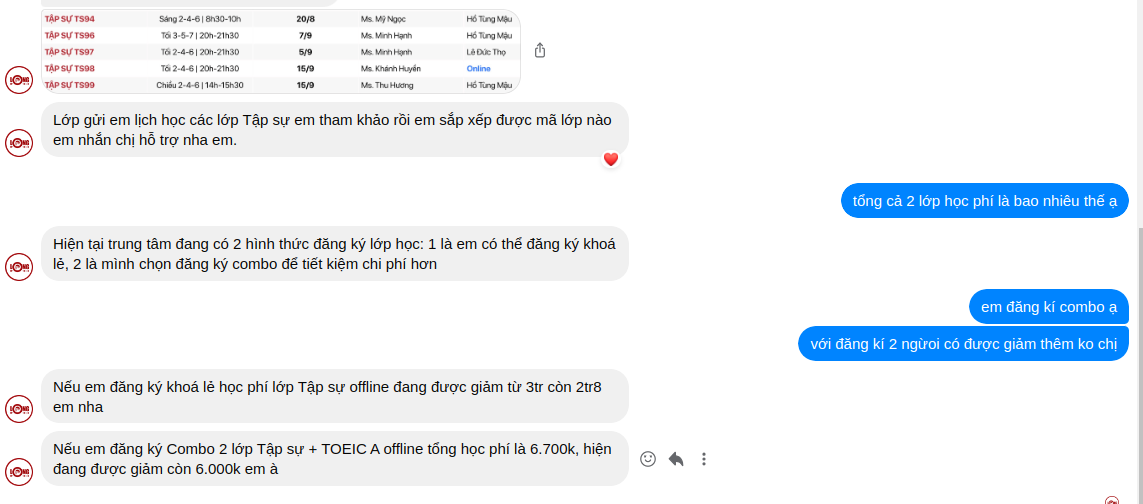 TẬP SỰ TS94 Sáng 2-4-6 | 8h30-10h 20/8 Ms. Mỹ Ngọc Hồ Tùng Mậu
TẬP SỰ TS96 Tối 3-5-7 | 20h-21h30 7/9 Ms. Minh Hạnh Hồ Tùng Mậu
TẬP SỰ TS97 Tối 2-4-6 | 20h-21h30 5/9 Ms. Minh Hạnh Lê Đức Thọ
TẬP SỰ TS98 Tối 2-4-6 | 20h-21h30 15/9 Ms. Khánh Huyền Online
TẬP SỰ TS99 Chiều 2-4-6 | 14h-15h30 15/9 Ms. Thu Hương Hồ Tùng Mậu
Lớp gửi em lịch học các lớp Tập sự em tham khảo rồi em sắp xếp được mã lớp nào
em nhắn chị hỗ trợ nha em.
tổng cả 2 lớp học phí là bao nhiêu thế ạ
Hiện tại trung tâm đang có 2 hình thức đăng ký lớp học: 1 là em có thể đăng ký khoá
lẻ, 2 là mình chọn đăng ký combo để tiết kiệm chi phí hơn
em đăng kí combo ạ
với đăng kí 2 ngừoi có được giảm thêm ko chị
Nếu em đăng ký khoá lẻ học phí lớp Tập sự offline đang được giảm từ 3tr còn 2tr8
em nha
Nếu em đăng ký Combo 2 lớp Tập sự + TOEIC A offline tổng học phí là 6.700k, hiện
đang được giảm còn 6.000k em à